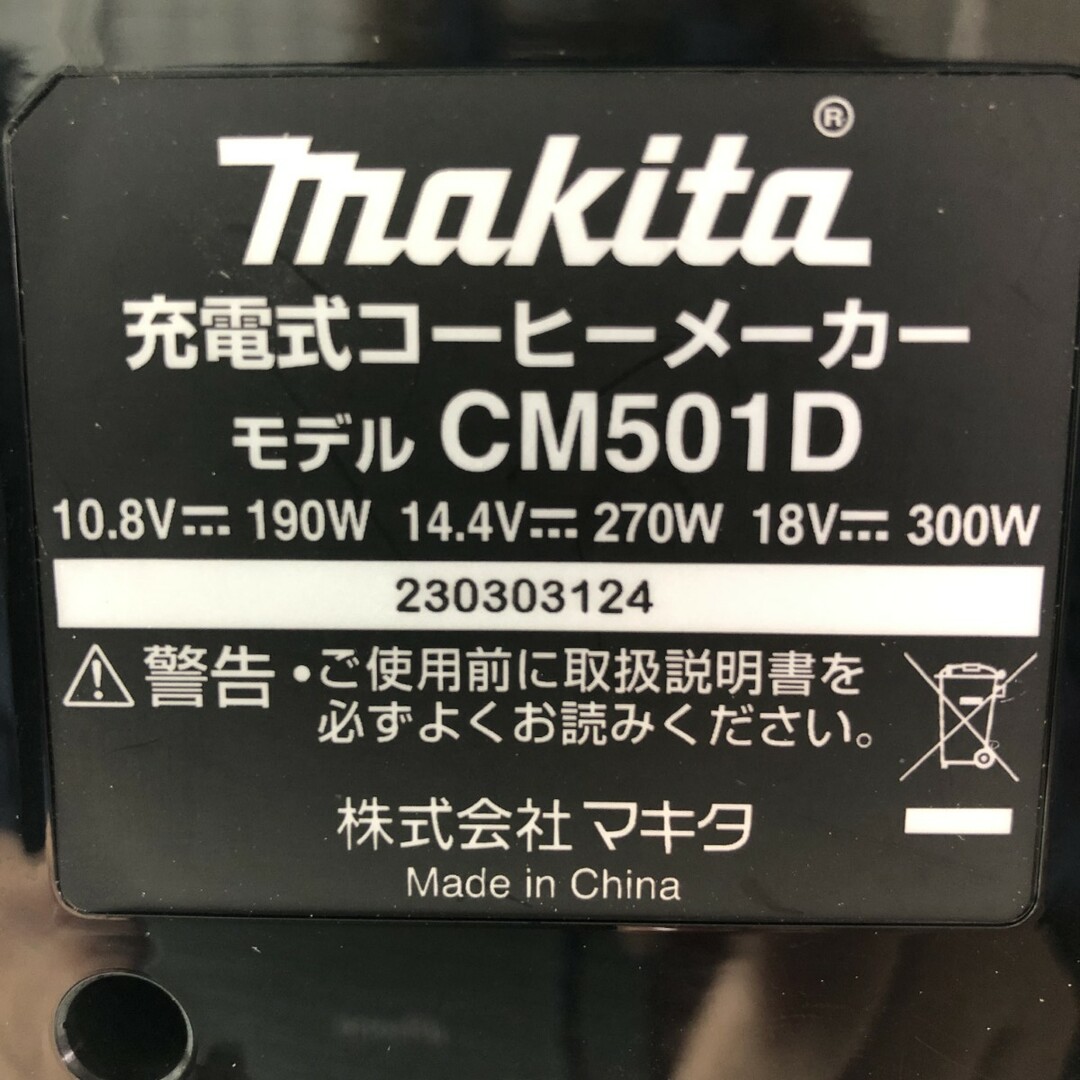 makita®
充電式コーヒーメーカー
モデル CM501D
10.8V⎓ 190W 14.4V⎓ 270W 18V⎓ 300W
230303124
警告 • ご使用前に取扱説明書を
必ずよくお読みください。
株式会社マキタ
Made in China